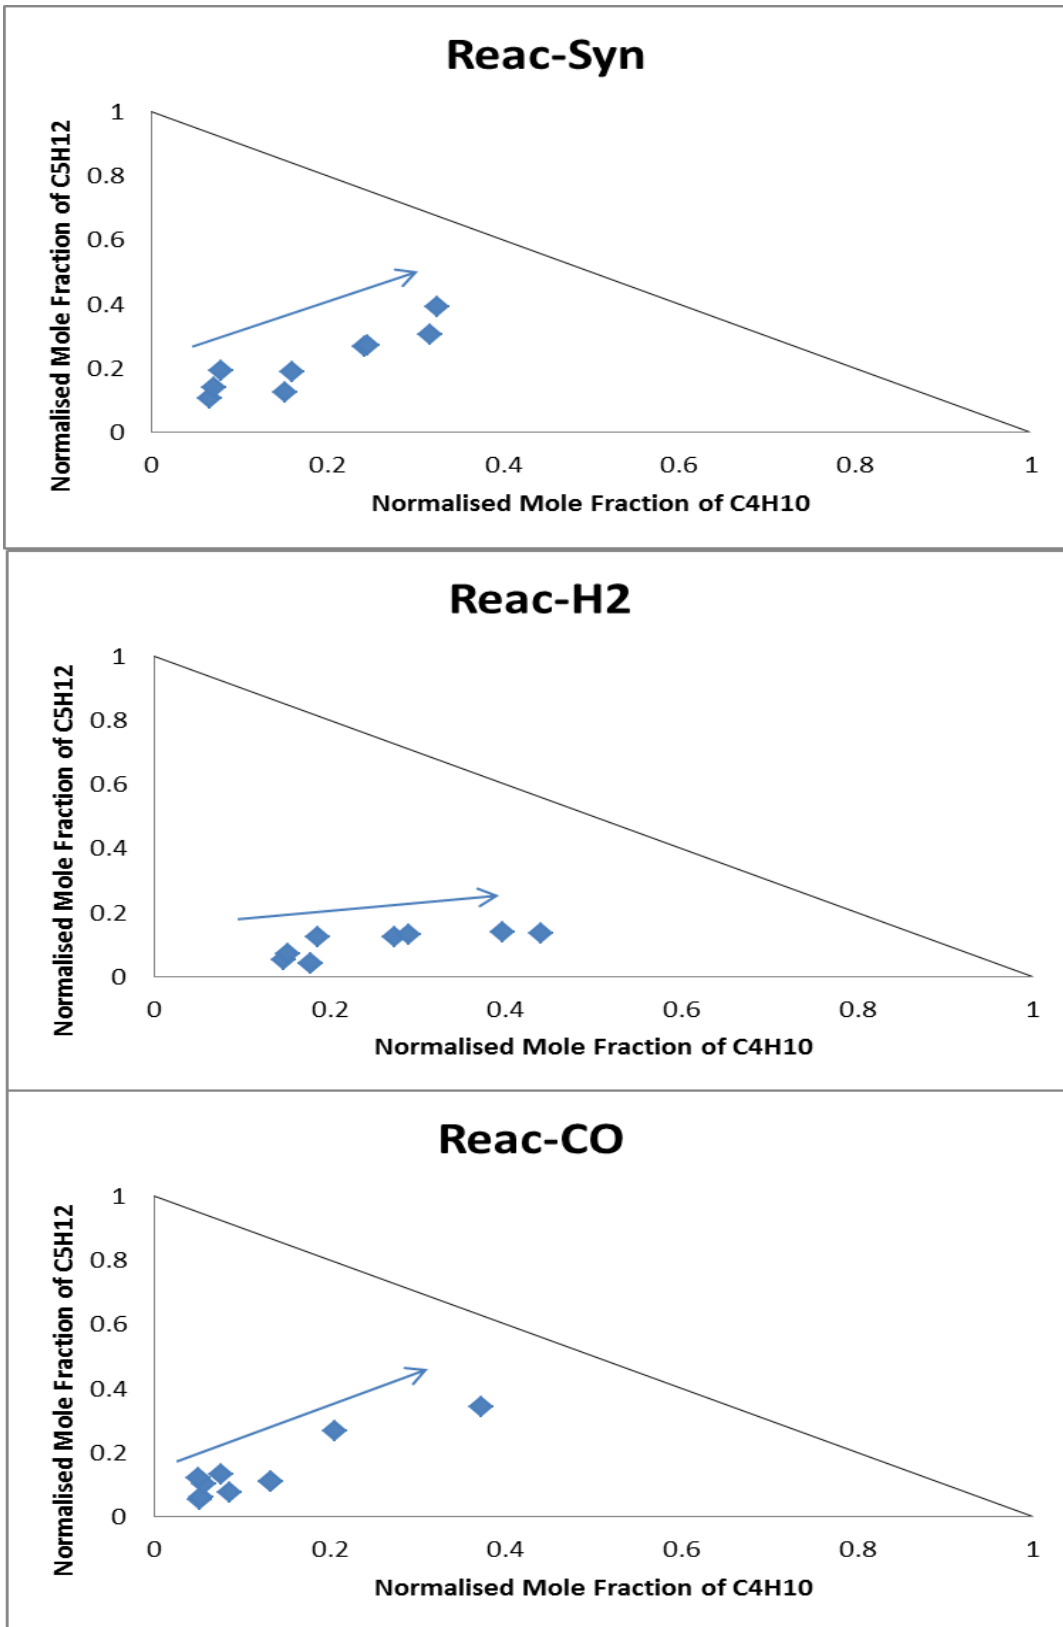 Reac-Syn
Normalised Mole Fraction of C5H12
1
0.8
0.6
0.4
0.2
0
0 0.2 0.4 0.6 0.8 1
Normalised Mole Fraction of C4H10
Reac-H2
Normalised Mole Fraction of C5H12
1
0.8
0.6
0.4
0.2
0
0 0.2 0.4 0.6 0.8 1
Normalised Mole Fraction of C4H10
Reac-CO
Normalised Mole Fraction of C5H12
1
0.8
0.6
0.4
0.2
0
0 0.2 0.4 0.6 0.8 1
Normalised Mole Fraction of C4H10